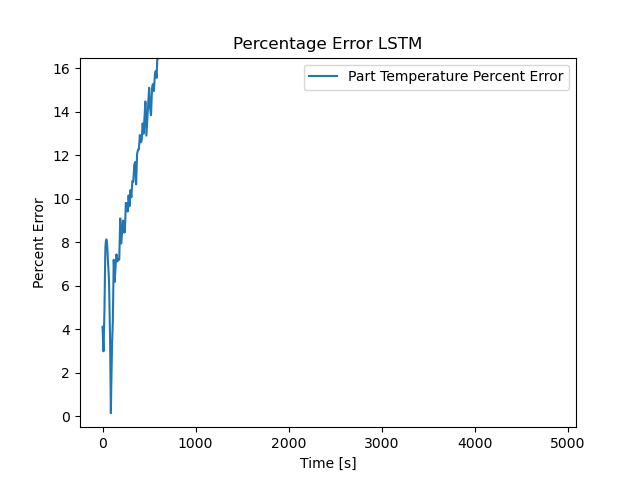 Percentage Error LSTM
Part Temperature Percent Error
Percent Error
16
14
12
10
8
6
4
2
0
0 1000 2000 3000 4000 5000
Time [s]